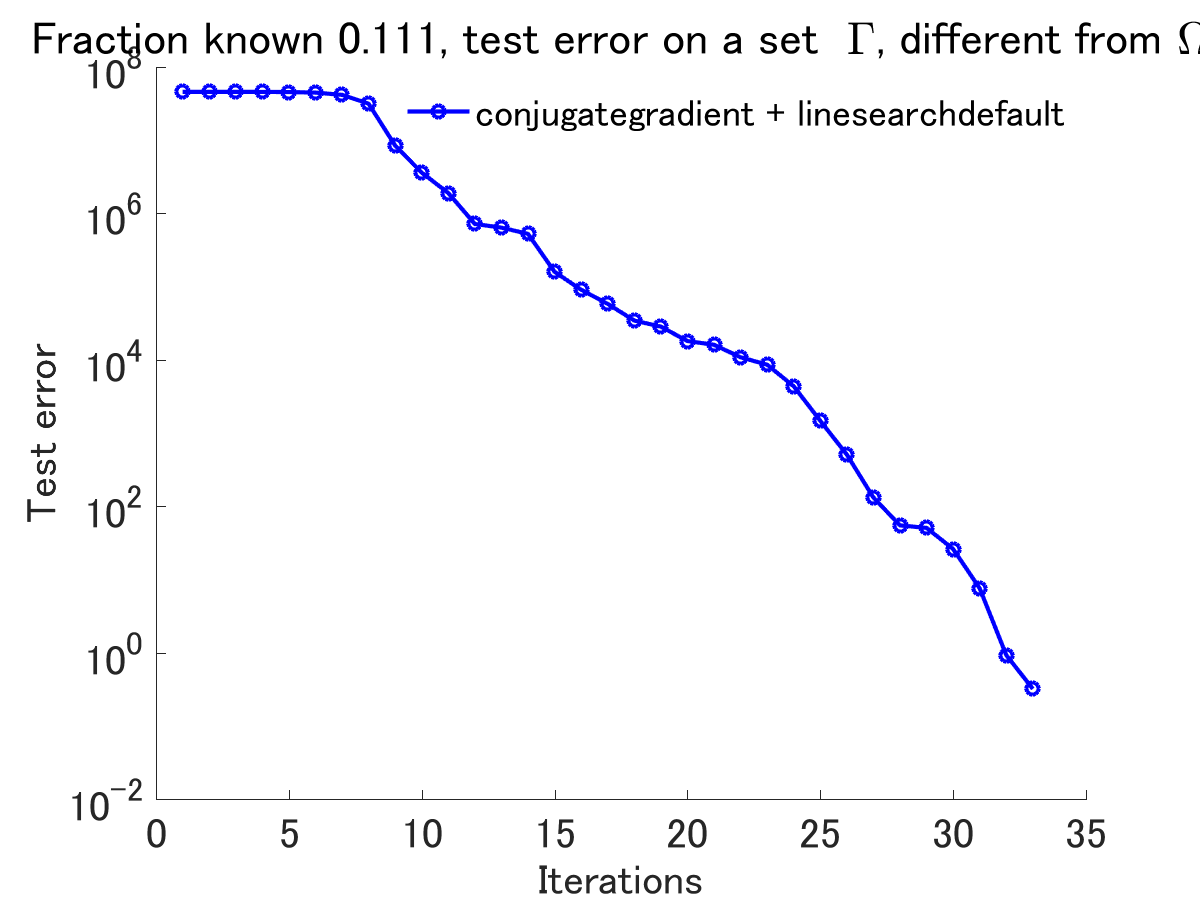 Fraction known 0.111, test error on a set Γ, different from Ω
10^8
conjugategradient + linesearchdefault
10^6
10^4
10^2
10^0
10^-2
Test error
0 5 10 15 20 25 30 35
Iterations